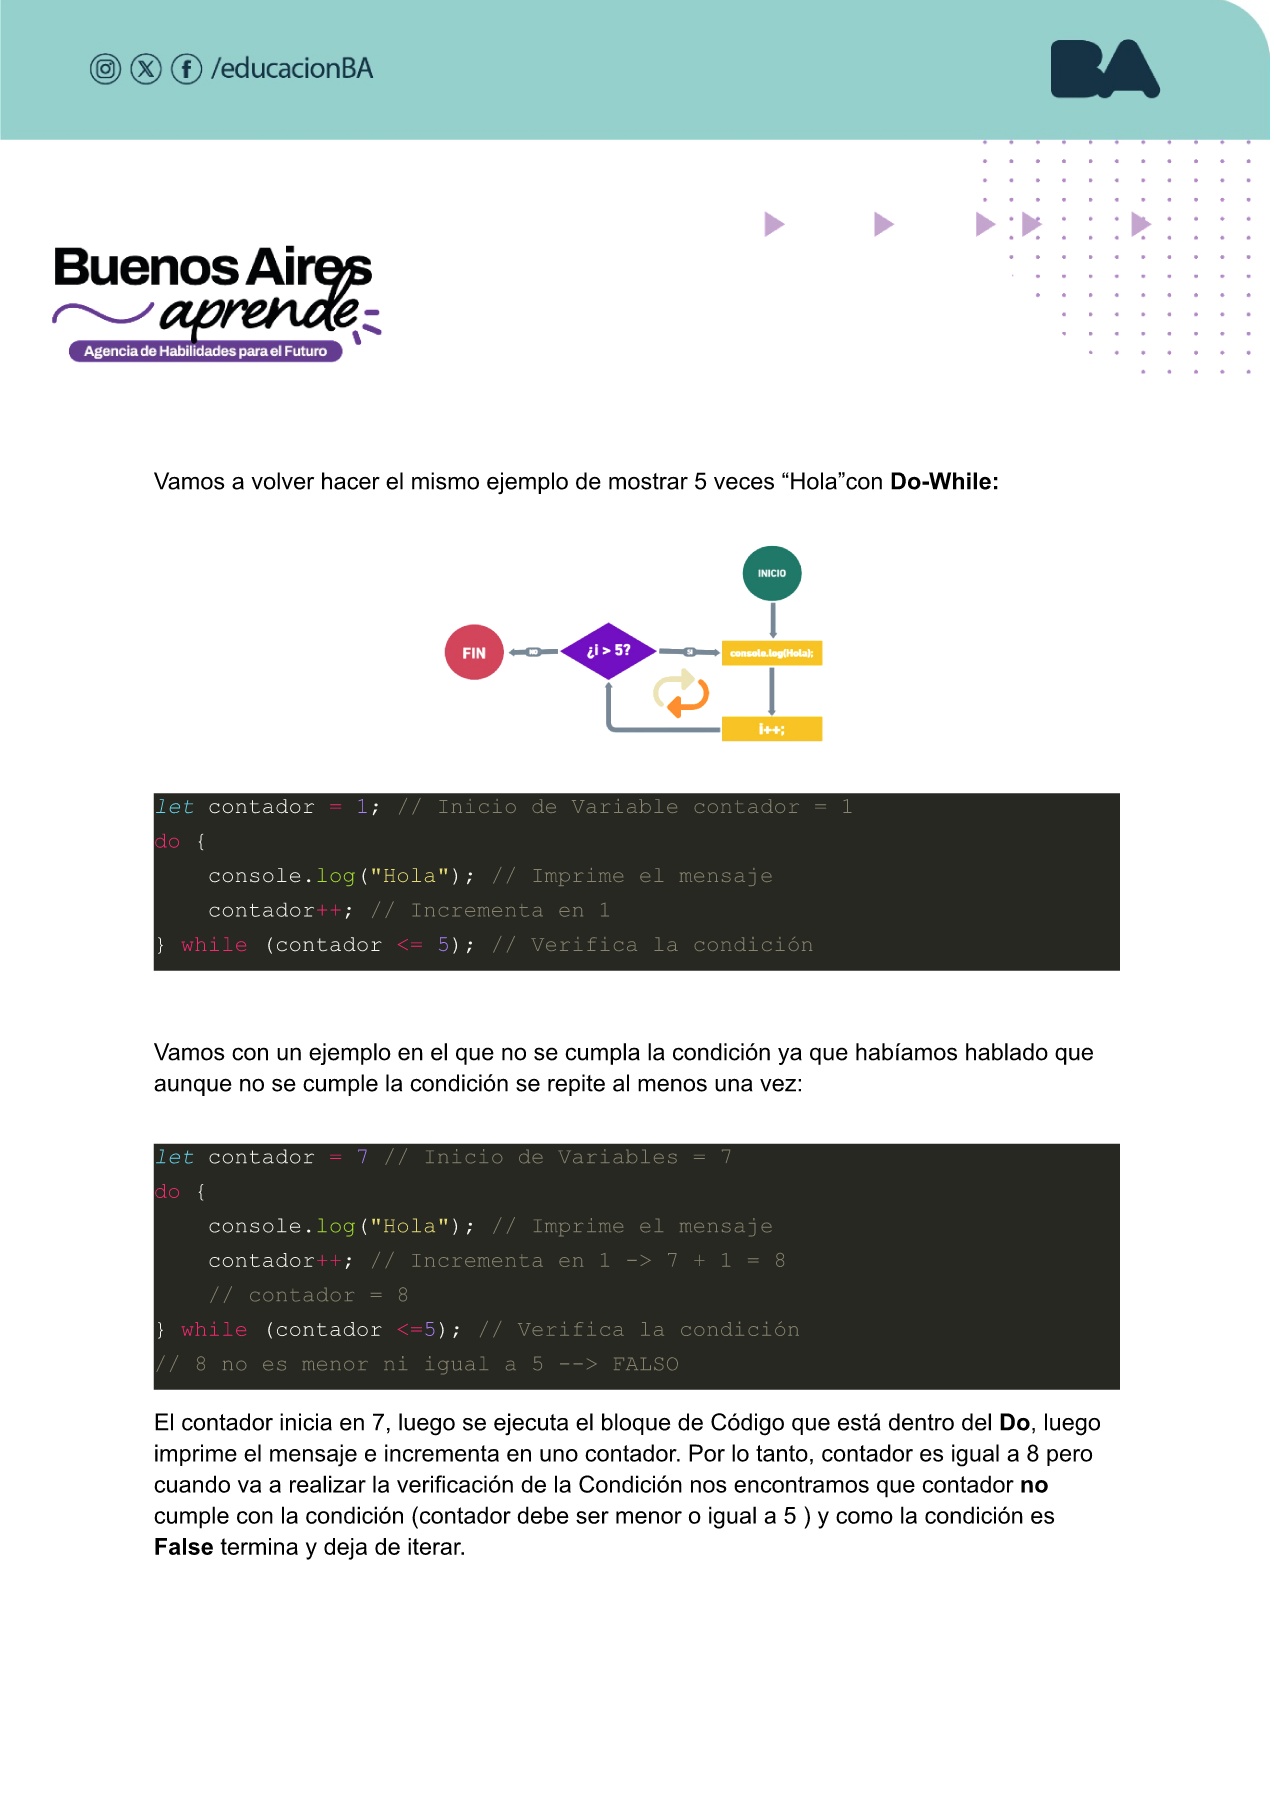 /educacionBA
BA
Buenos Aires
aprende
Agencia de Habilidades para el Futuro
Vamos a volver hacer el mismo ejemplo de mostrar 5 veces “Hola”con Do-While:
INICIO
FIN
NO
¿i > 5?
SI
console.log(Hola);
i++;
let contador = 1; // Inicio de Variable contador = 1
do {
    console.log("Hola"); // Imprime el mensaje
    contador++; // Incrementa en 1
} while (contador <= 5); // Verifica la condición
Vamos con un ejemplo en el que no se cumpla la condición ya que habíamos hablado que
aunque no se cumple la condición se repite al menos una vez:
let contador = 7 // Inicio de Variables = 7
do {
    console.log("Hola"); // Imprime el mensaje
    contador++; // Incrementa en 1 -> 7 + 1 = 8
    // contador = 8
} while (contador <=5); // Verifica la condición
// 8 no es menor ni igual a 5 --> FALSO
El contador inicia en 7, luego se ejecuta el bloque de Código que está dentro del Do, luego
imprime el mensaje e incrementa en uno contador. Por lo tanto, contador es igual a 8 pero
cuando va a realizar la verificación de la Condición nos encontramos que contador no
cumple con la condición (contador debe ser menor o igual a 5 ) y como la condición es
False termina y deja de iterar.